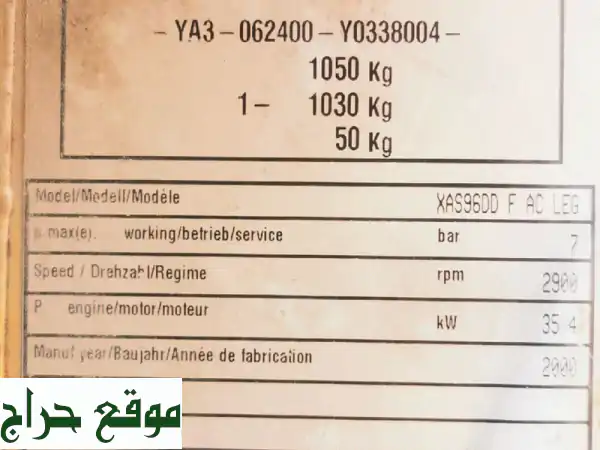 - YA3-062400-Y0338004-
1050 Kg
1- 1030 Kg
50 Kg
Model/Modell/Modèle XAS96DD F AC LEG
p max(e). working/betrieb/service bar 7
Speed / Drehzahl/Regime rpm 2900
P engine/motor/moteur kW 35 4
Manuf year/Baujahr/Année de fabrication 2000
موقع حراج